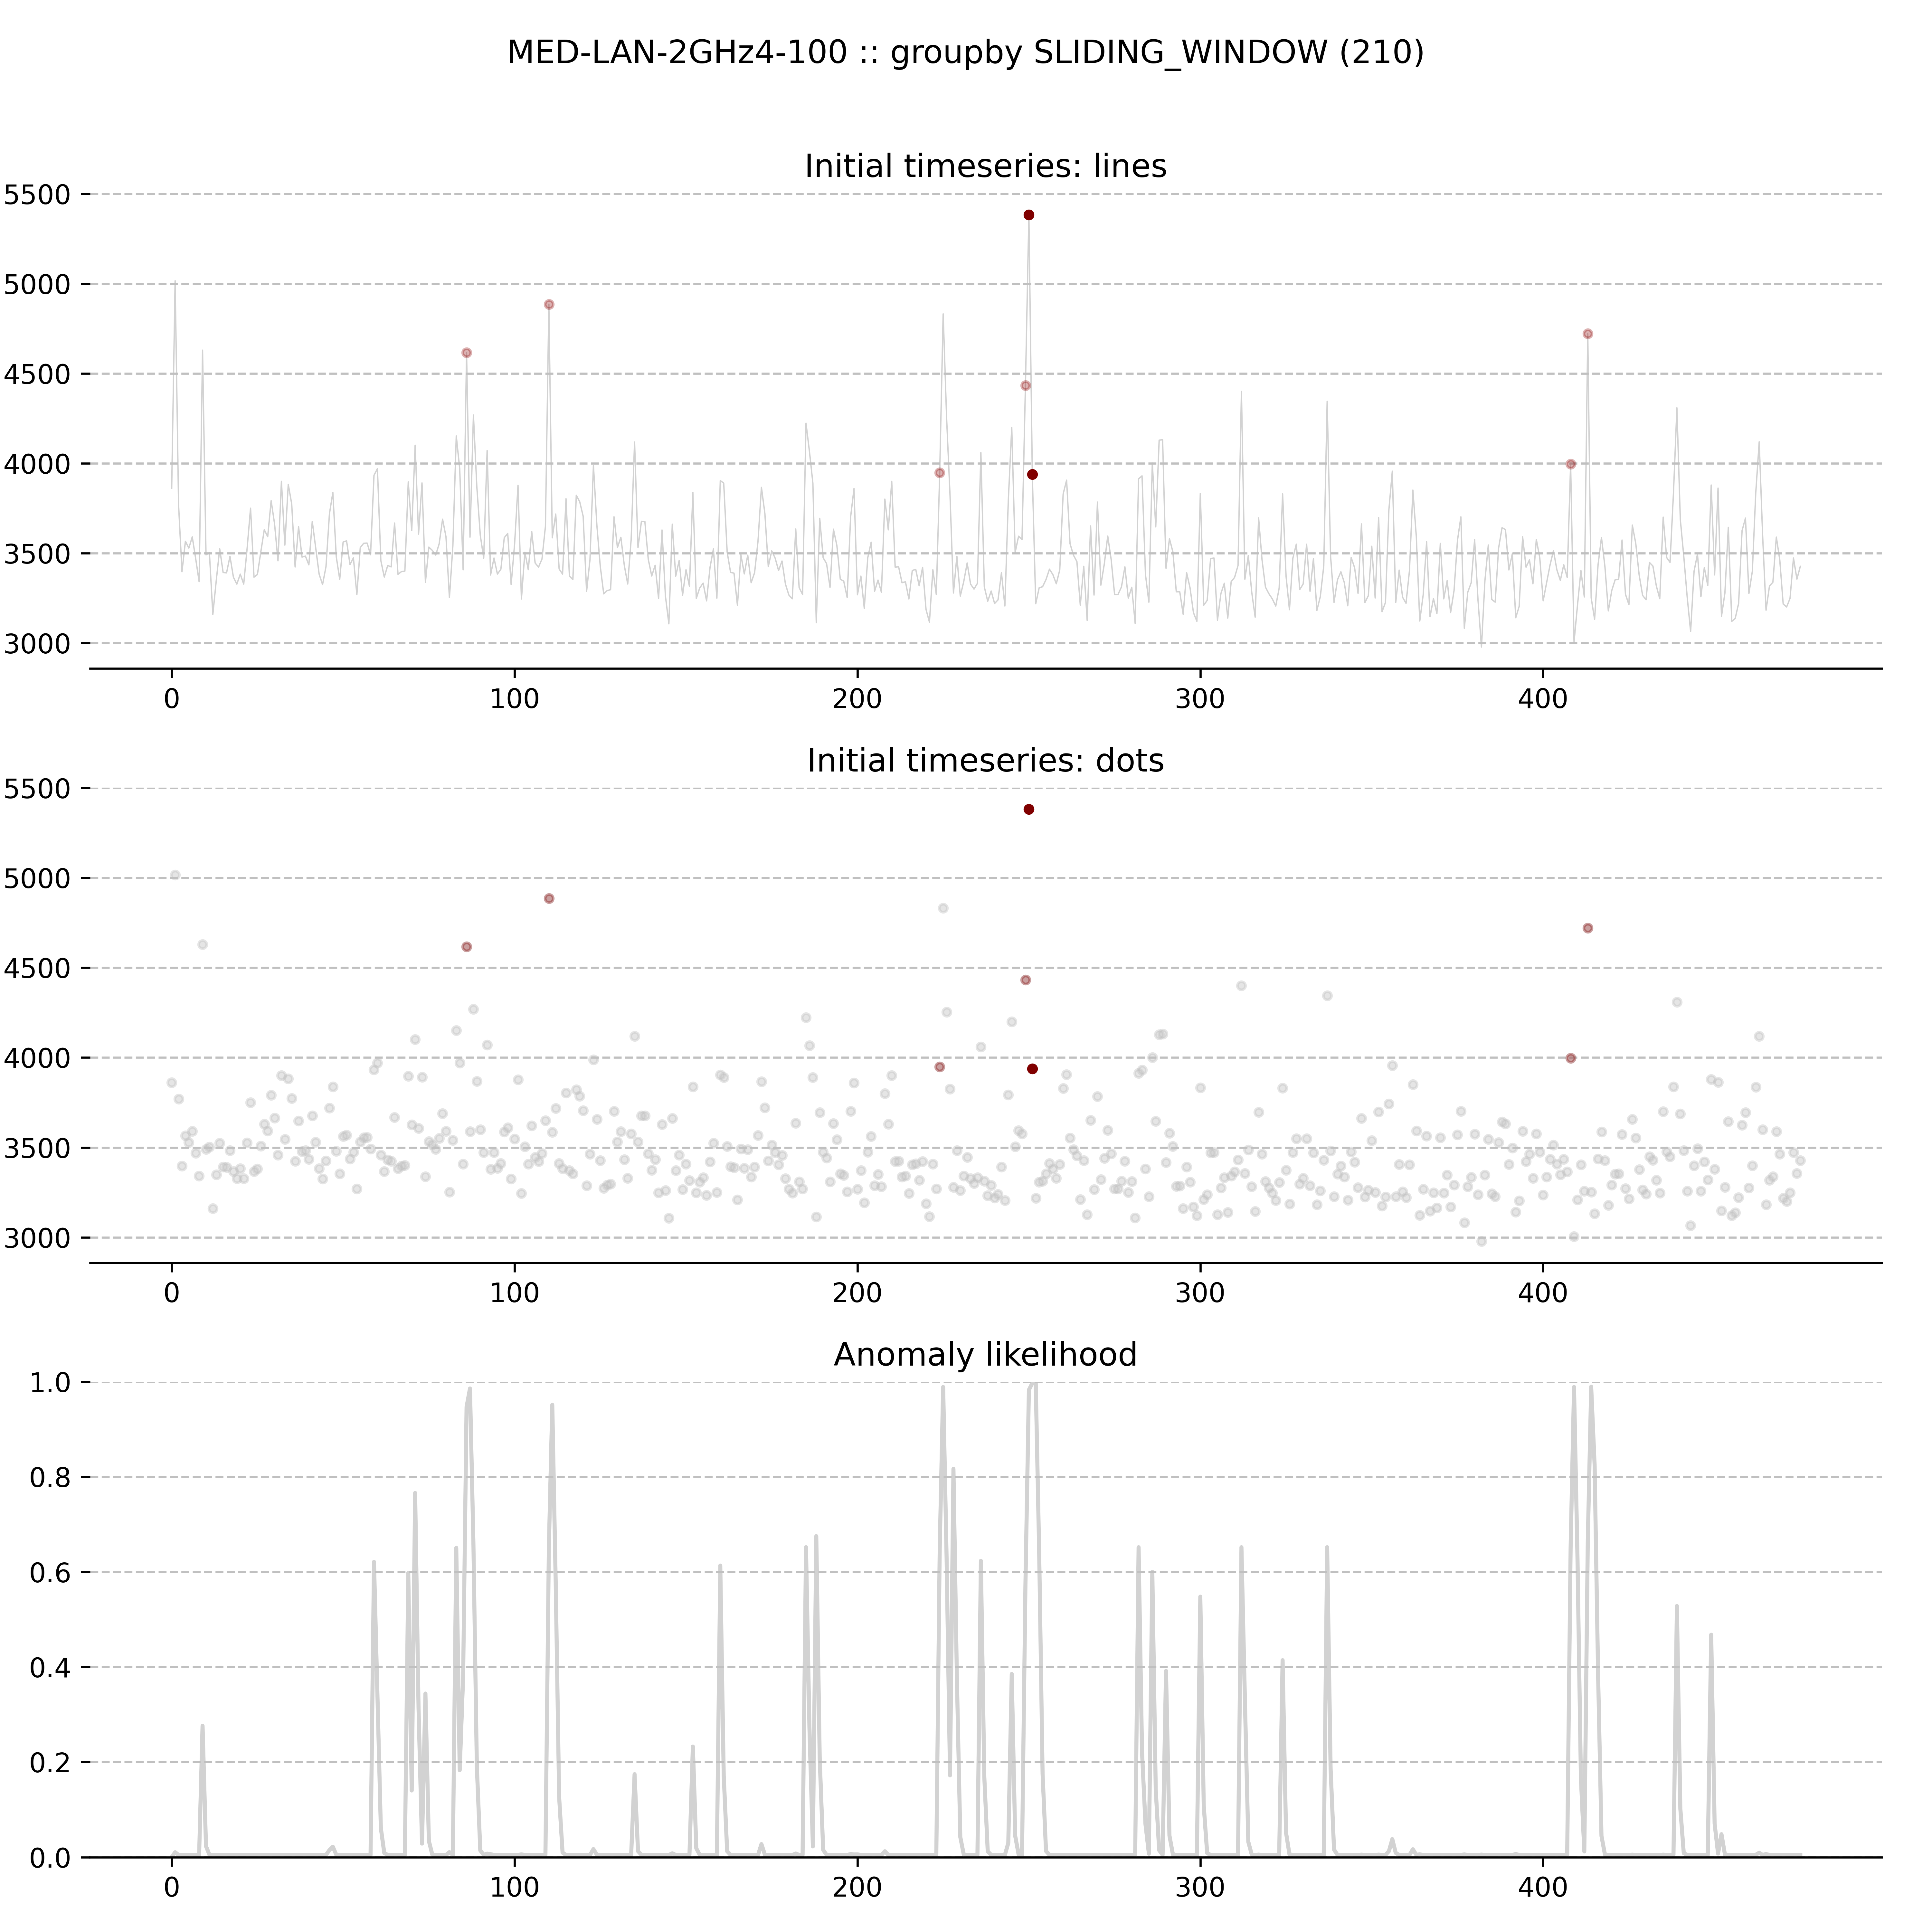 MED-LAN-2GHz4-100 :: groupby SLIDING_WINDOW (210)
Initial timeseries: lines
5500
5000
4500
4000
3500
3000
0 100 200 300 400
Initial timeseries: dots
5500
5000
4500
4000
3500
3000
0 100 200 300 400
Anomaly likelihood
1.0
0.8
0.6
0.4
0.2
0.0
0 100 200 300 400